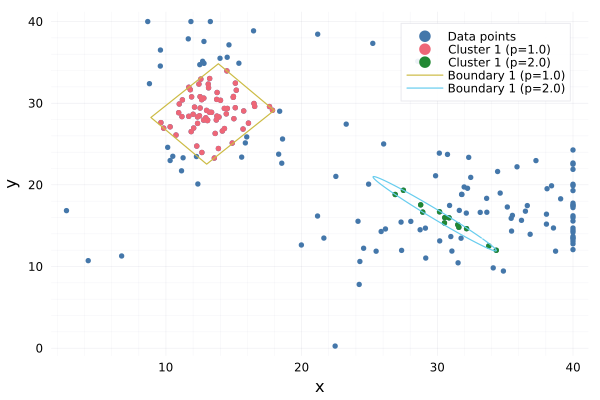 Data points
Cluster 1 (p=1.0)
Cluster 1 (p=2.0)
Boundary 1 (p=1.0)
Boundary 1 (p=2.0)
40
30
20
10
0
y
10
20
30
40
x